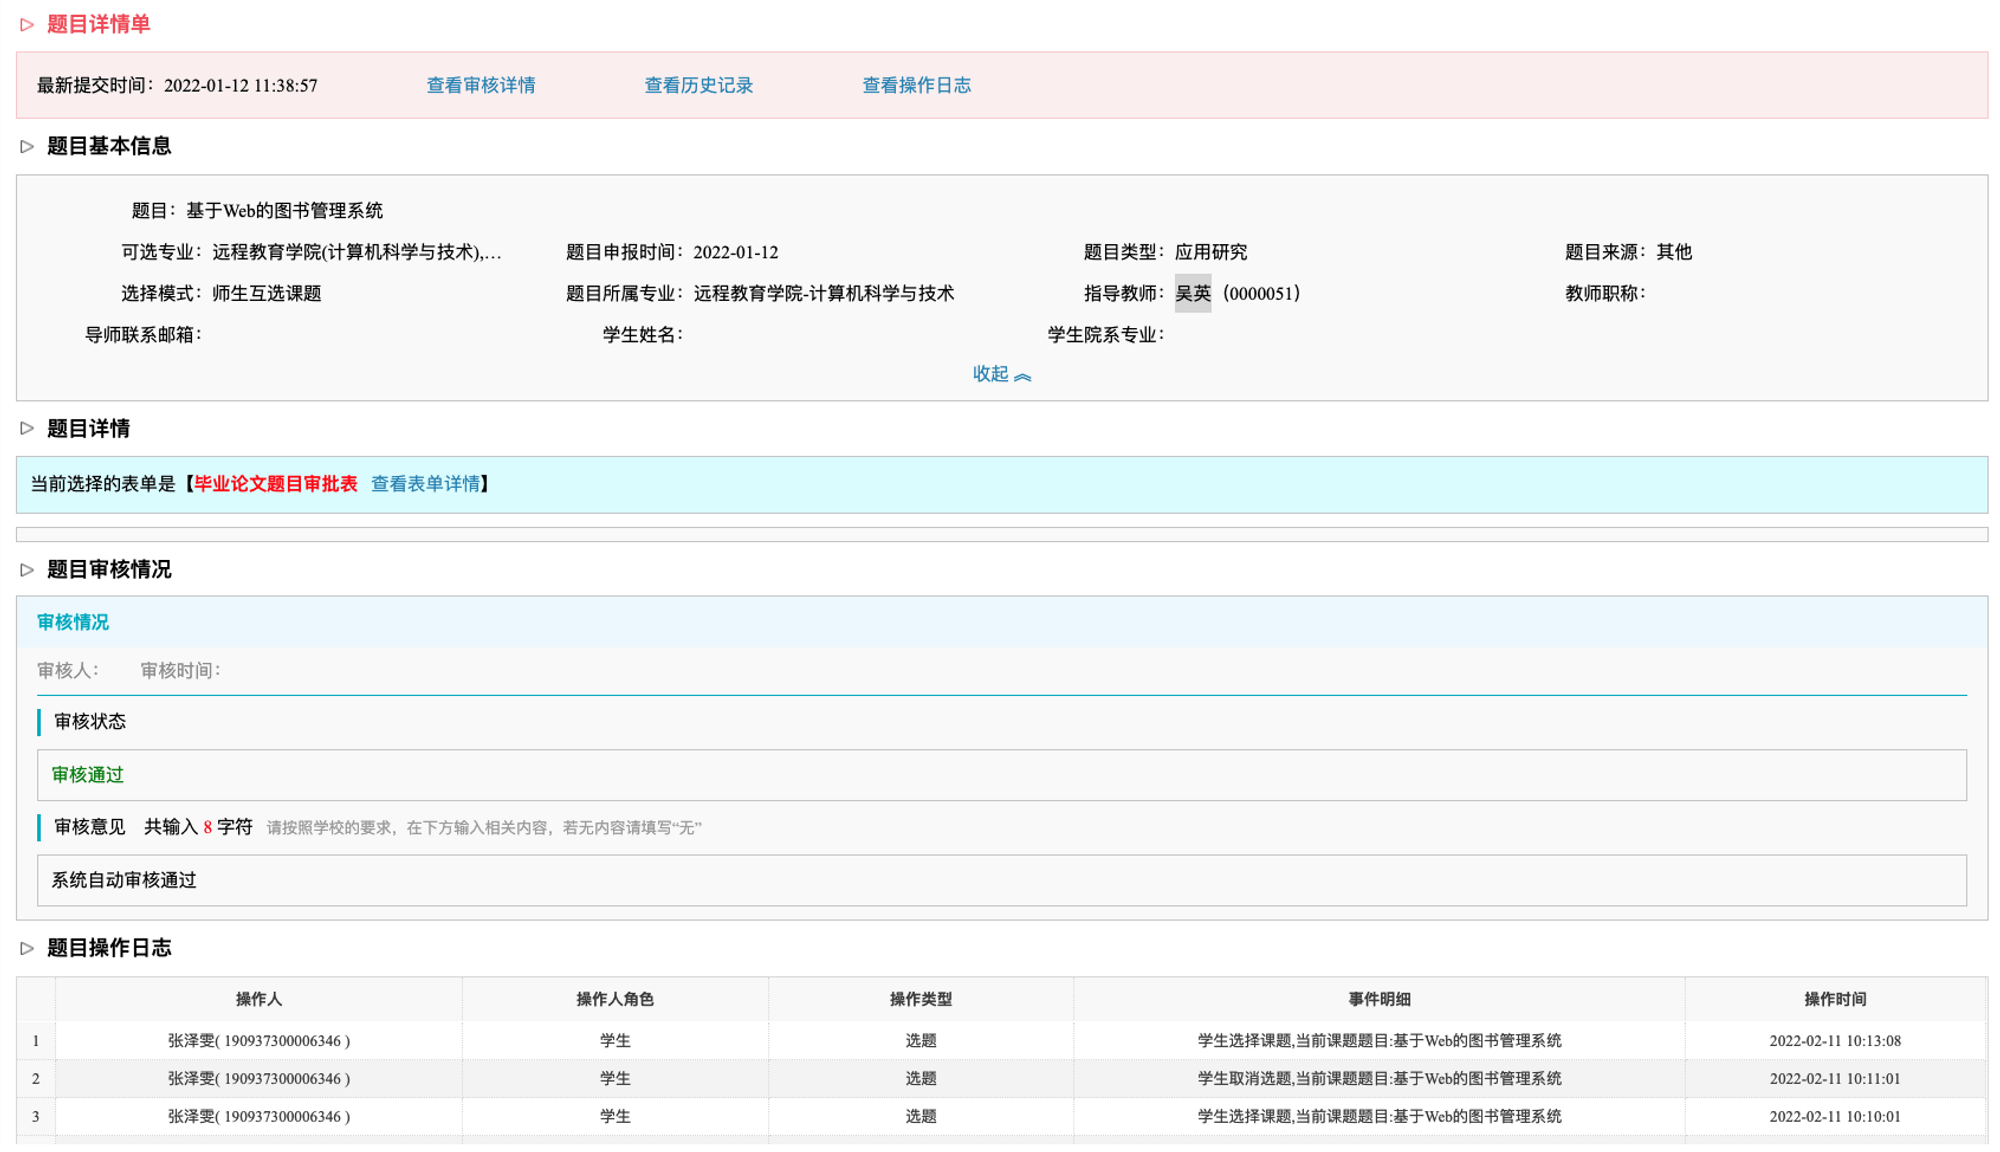 题目详情单
最新提交时间：2022-01-12 11:38:57 查看审核详情 查看历史记录 查看操作日志
题目基本信息
题目：基于Web的图书管理系统
可选专业：远程教育学院(计算机科学与技术),... 题目申报时间：2022-01-12 题目类型：应用研究 题目来源：其他
选择模式：师生互选课题 题目所属专业：远程教育学院-计算机科学与技术 指导教师：吴英（0000051） 教师职称：
导师联系邮箱： 学生姓名： 学生院系专业：
收起
题目详情
当前选择的表单是【毕业论文题目审批表 查看表单详情】
题目审核情况
审核情况
审核人： 审核时间：
审核状态
审核通过
审核意见 共输入 8 字符 请按照学校的要求，在下方输入相关内容，若无内容请填写“无”
系统自动审核通过
题目操作日志
操作人 操作人角色 操作类型 事件明细 操作时间
1 张泽雯( 190937300006346 ) 学生 选题 学生选择课题,当前课题题目:基于Web的图书管理系统 2022-02-11 10:13:08
2 张泽雯( 190937300006346 ) 学生 选题 学生取消选题,当前课题题目:基于Web的图书管理系统 2022-02-11 10:11:01
3 张泽雯( 190937300006346 ) 学生 选题 学生选择课题,当前课题题目:基于Web的图书管理系统 2022-02-11 10:10:01